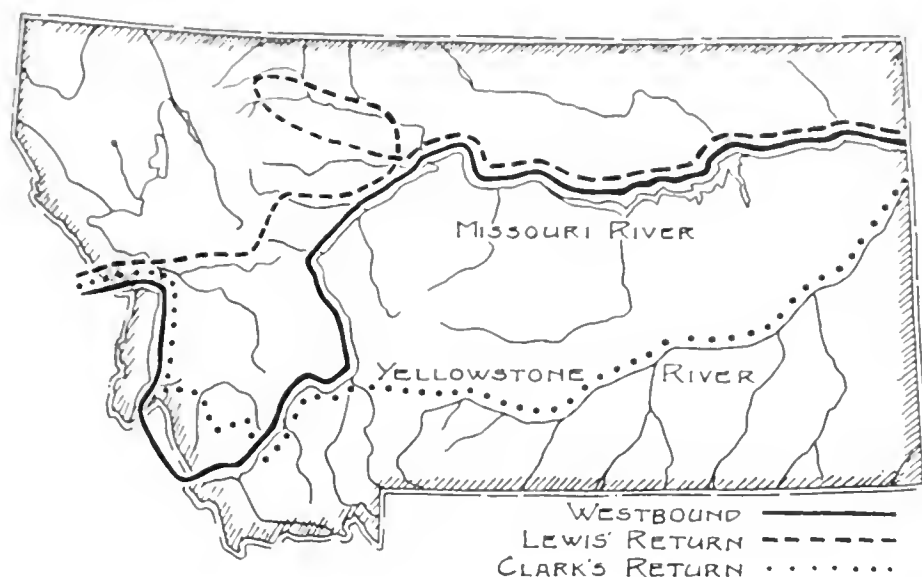 MISSOURI RIVER
YELLOWSTONE RIVER
WESTBOUND
LEWIS' RETURN
CLARK'S RETURN